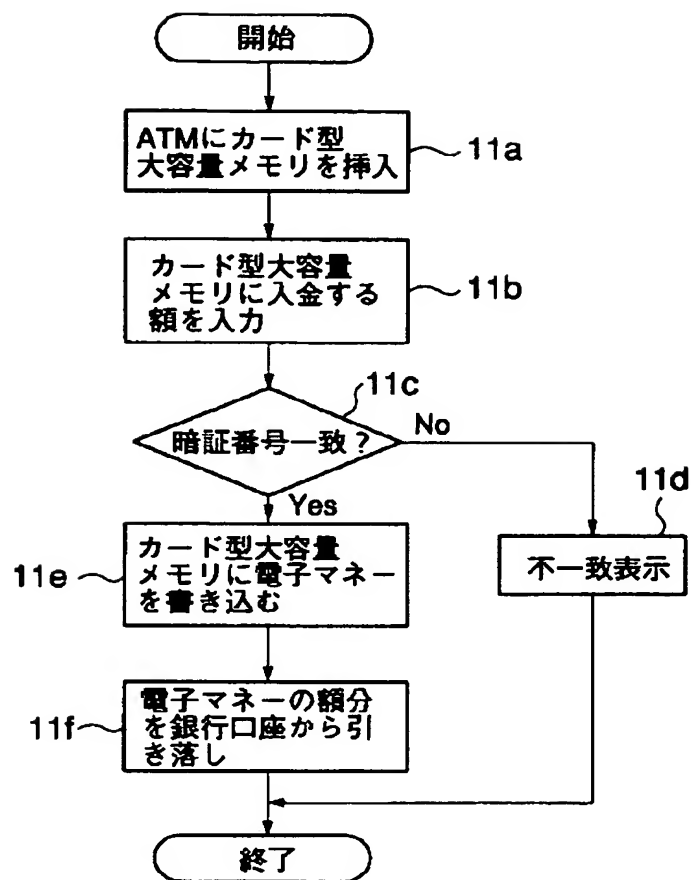 開始
ATMにカード型
大容量メモリを挿入
11a
カード型大容量
メモリに入金する
額を入力
11b
11c
暗証番号一致?
No
Yes
11d
不一致表示
11e
カード型大容量
メモリに電子マネー
を書き込む
11f
電子マネーの額分
を銀行口座から引
き落し
終了